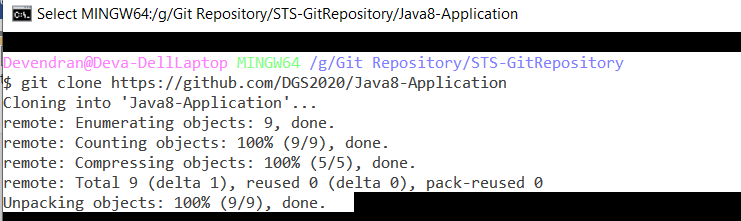 Select MINGW64:/g/Git Repository/STS-GitRepository/Java8-Application
Devendran@Deva-DellLaptop MINGW64 /g/Git Repository/STS-GitRepository
$ git clone https://github.com/DGS2020/Java8-Application
Cloning into 'Java8-Application'...
remote: Enumerating objects: 9, done.
remote: Counting objects: 100% (9/9), done.
remote: Compressing objects: 100% (5/5), done.
remote: Total 9 (delta 1), reused 0 (delta 0), pack-reused 0
Unpacking objects: 100% (9/9), done.